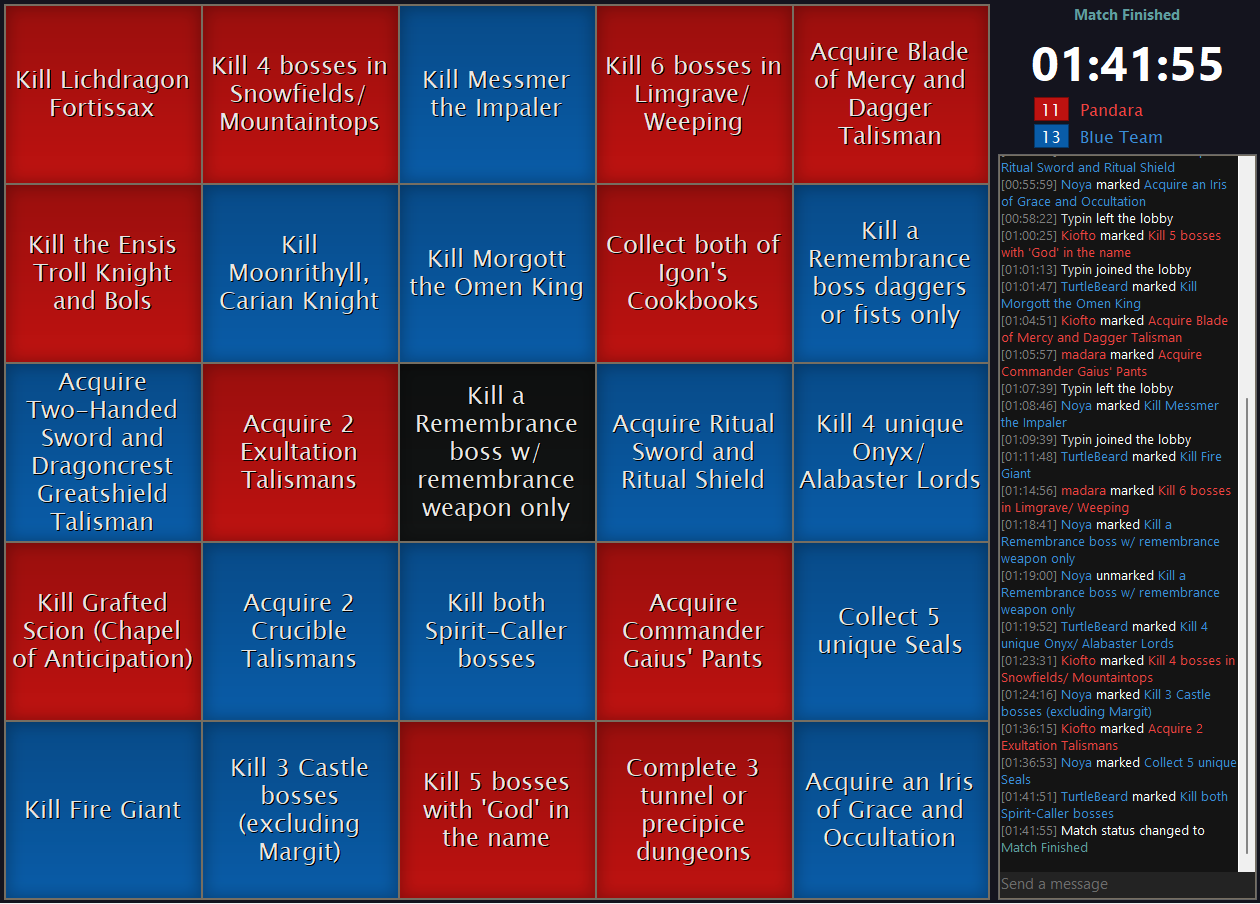 Kill Lichdragon
Fortissax
Kill 4 bosses in
Snowfields/
Mountaintops
Kill Messmer
the Impaler
Kill 6 bosses in
Limgrave/
Weeping
Acquire Blade
of Mercy and
Dagger
Talisman
Kill the Ensis
Troll Knight
and Bols
Kill
Moonrithyll,
Carian Knight
Kill Morgott
the Omen King
Collect both of
Igon's
Cookbooks
Kill a
Remembrance
boss daggers
or fists only
Acquire
Two-Handed
Sword and
Dragoncrest
Greatshield
Talisman
Acquire 2
Exultation
Talismans
Kill a
Remembrance
boss w/
remembrance
weapon only
Acquire Ritual
Sword and
Ritual Shield
Kill 4 unique
Onyx/
Alabaster Lords
Kill Grafted
Scion (Chapel
of Anticipation)
Acquire 2
Crucible
Talismans
Kill both
Spirit-Caller
bosses
Acquire
Commander
Gaius' Pants
Collect 5
unique Seals
Kill Fire Giant
Kill 3 Castle
bosses
(excluding
Margit)
Kill 5 bosses
with 'God' in
the name
Complete 3
tunnel or
precipice
dungeons
Acquire an Iris
of Grace and
Occultation
Match Finished
01:41:55
11 Pandara
13 Blue Team
Ritual Sword and Ritual Shield
[00:55:59] Noya marked Acquire an Iris
of Grace and Occultation
[00:58:22] Typin left the lobby
[01:00:25] Kiofto marked Kill 5 bosses
with 'God' in the name
[01:01:13] Typin joined the lobby
[01:01:47] TurtleBeard marked Kill
Morgott the Omen King
[01:04:51] Kiofto marked Acquire Blade
of Mercy and Dagger Talisman
[01:05:57] madara marked Acquire
Commander Gaius' Pants
[01:07:39] Typin left the lobby
[01:08:46] Noya marked Kill Messmer
the Impaler
[01:09:39] Typin joined the lobby
[01:11:48] TurtleBeard marked Kill Fire
Giant
[01:14:56] madara marked Kill 6 bosses
in Limgrave/ Weeping
[01:18:41] Noya marked Kill a
Remembrance boss w/ remembrance
weapon only
[01:19:00] Noya unmarked Kill a
Remembrance boss w/ remembrance
weapon only
[01:19:52] TurtleBeard marked Kill 4
unique Onyx/ Alabaster Lords
[01:23:31] Kiofto marked Kill 4 bosses in
Snowfields/ Mountaintops
[01:24:16] Noya marked Kill 3 Castle
bosses (excluding Margit)
[01:36:15] Kiofto marked Acquire 2
Exultation Talismans
[01:36:53] Noya marked Collect 5 unique
Seals
[01:41:51] TurtleBeard marked Kill both
Spirit-Caller bosses
[01:41:55] Match status changed to
Match Finished
Send a message